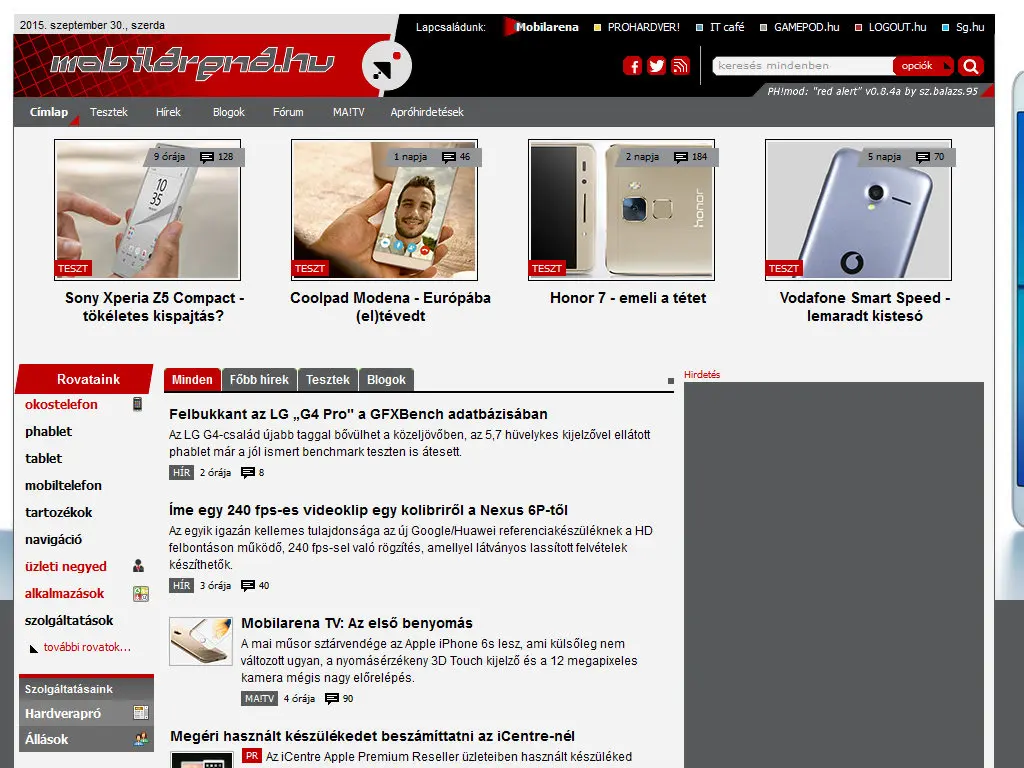 2015. szeptember 30., szerda
Lapcsaládunk: Mobilarena PROHARDVER! IT café GAMEPOD.hu LOGOUT.hu Sg.hu
mobilarena.hu
keresés mindenben opciók
PH!mod: "red alert" v0.8.4a by sz.balazs.95
Címlap Tesztek Hírek Blogok Fórum MA!TV Apróhirdetések
9 órája 128
10
35
TESZT
Sony Xperia Z5 Compact -
tökéletes kispajtás?
1 napja 46
TESZT
Coolpad Modena - Európába
(el)tévedt
2 napja 184
honor
TESZT
Honor 7 - emeli a tétet
5 napja 70
TESZT
Vodafone Smart Speed -
lemaradt kistesó
Rovataink
okostelefon
phablet
tablet
mobiltelefon
tartozékok
navigáció
üzleti negyed
alkalmazások
szolgáltatások
további rovatok...
Szolgáltatásaink
Hardverapró
Állások
Minden Főbb hírek Tesztek Blogok
Felbukkant az LG „G4 Pro" a GFXBench adatbázisában
Az LG G4-család újabb taggal bővülhet a közeljövőben, az 5,7 hüvelykes kijelzővel ellátott
phablet már a jól ismert benchmark teszten is átesett.
HÍR 2 órája 8
Íme egy 240 fps-es videoklip egy kolibriről a Nexus 6P-től
Az egyik igazán kellemes tulajdonsága az új Google/Huawei referenciakészüléknek a HD
felbontáson működő, 240 fps-sel való rögzítés, amellyel látványos lassított felvételek
készíthetők.
HÍR 3 órája 40
Mobilarena TV: Az első benyomás
A mai műsor sztárvendége az Apple iPhone 6s lesz, ami külsőleg nem
változott ugyan, a nyomásérzékeny 3D Touch kijelző és a 12 megapixeles
kamera mégis nagy előrelépés.
MA!TV 4 órája 90
Megéri használt készülékedet beszámíttatni az iCentre-nél
PR Az iCentre Apple Premium Reseller üzleteiben használt készüléked
Hirdetés